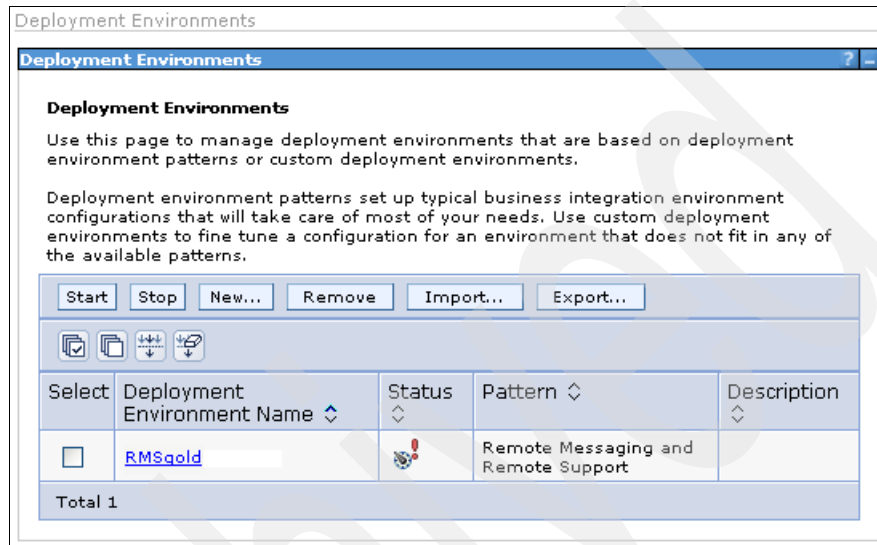 Deployment Environments
Deployment Environments ? –
Deployment Environments
Use this page to manage deployment environments that are based on deployment
environment patterns or custom deployment environments.
Deployment environment patterns set up typical business integration environment
configurations that will take care of most of your needs. Use custom deployment
environments to fine tune a configuration for an environment that does not fit in any of
the available patterns.
Start Stop New... Remove Import... Export...
Select Deployment Status Pattern Description
Environment Name
RMSgold Remote Messaging and
Remote Support
Total 1